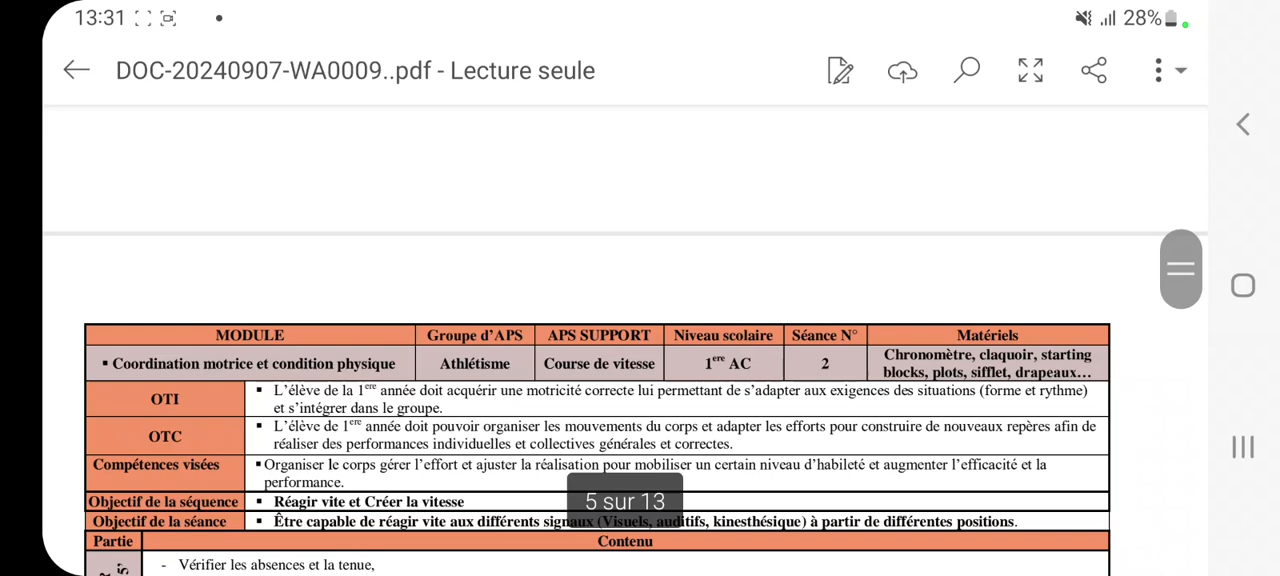 13:31
28%
DOC-20240907-WA0009..pdf - Lecture seule
MODULE Groupe d'APS APS SUPPORT Niveau scolaire Séance N° Matériels
▪ Coordination motrice et condition physique Athlétisme Course de vitesse 1ere AC 2 Chronomètre, claquoir, starting
blocks, plots, sifflet, drapeaux…
OTI ▪ L'élève de la 1ere année doit acquérir une motricité correcte lui permettant de s'adapter aux exigences des situations (forme et rythme)
et s'intégrer dans le groupe.
OTC ▪ L'élève de 1ere année doit pouvoir organiser les mouvements du corps et adapter les efforts pour construire de nouveaux repères afin de
réaliser des performances individuelles et collectives générales et correctes.
Compétences visées ▪ Organiser le corps gérer l'effort et ajuster la réalisation pour mobiliser un certain niveau d'habileté et augmenter l'efficacité et la
performance.
5 sur 13
Objectif de la séquence ▪ Réagir vite et Créer la vitesse
Objectif de la séance ▪ Être capable de réagir vite aux différents signaux (Visuels, auditifs, kinesthésique) à partir de différentes positions.
Partie Contenu
- Vérifier les absences et la tenue,